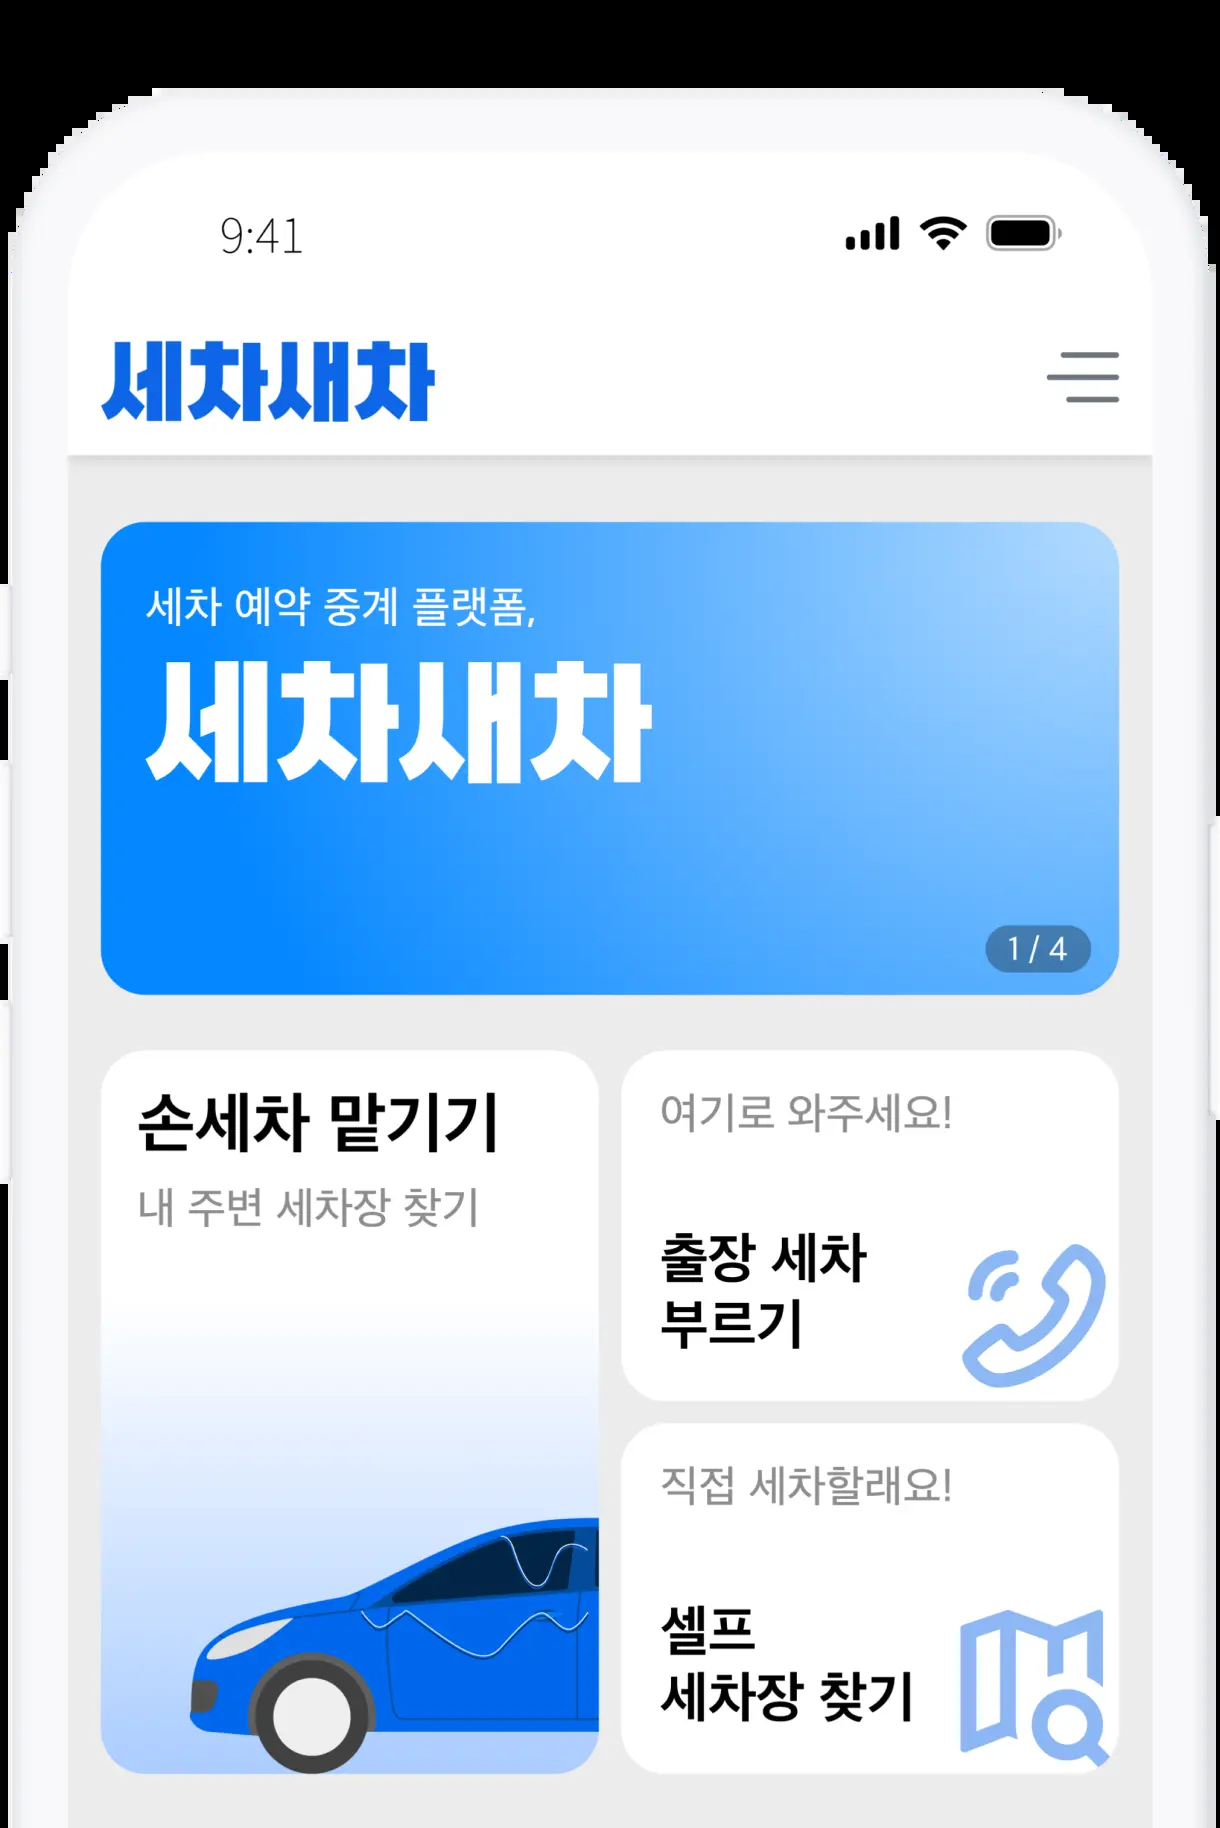 9:41
세차새차
세차 예약 중계 플랫폼,
세차새차
1 / 4
손세차 맡기기
내 주변 세차장 찾기
여기로 와주세요!
출장 세차
부르기
직접 세차할래요!
셀프
세차장 찾기